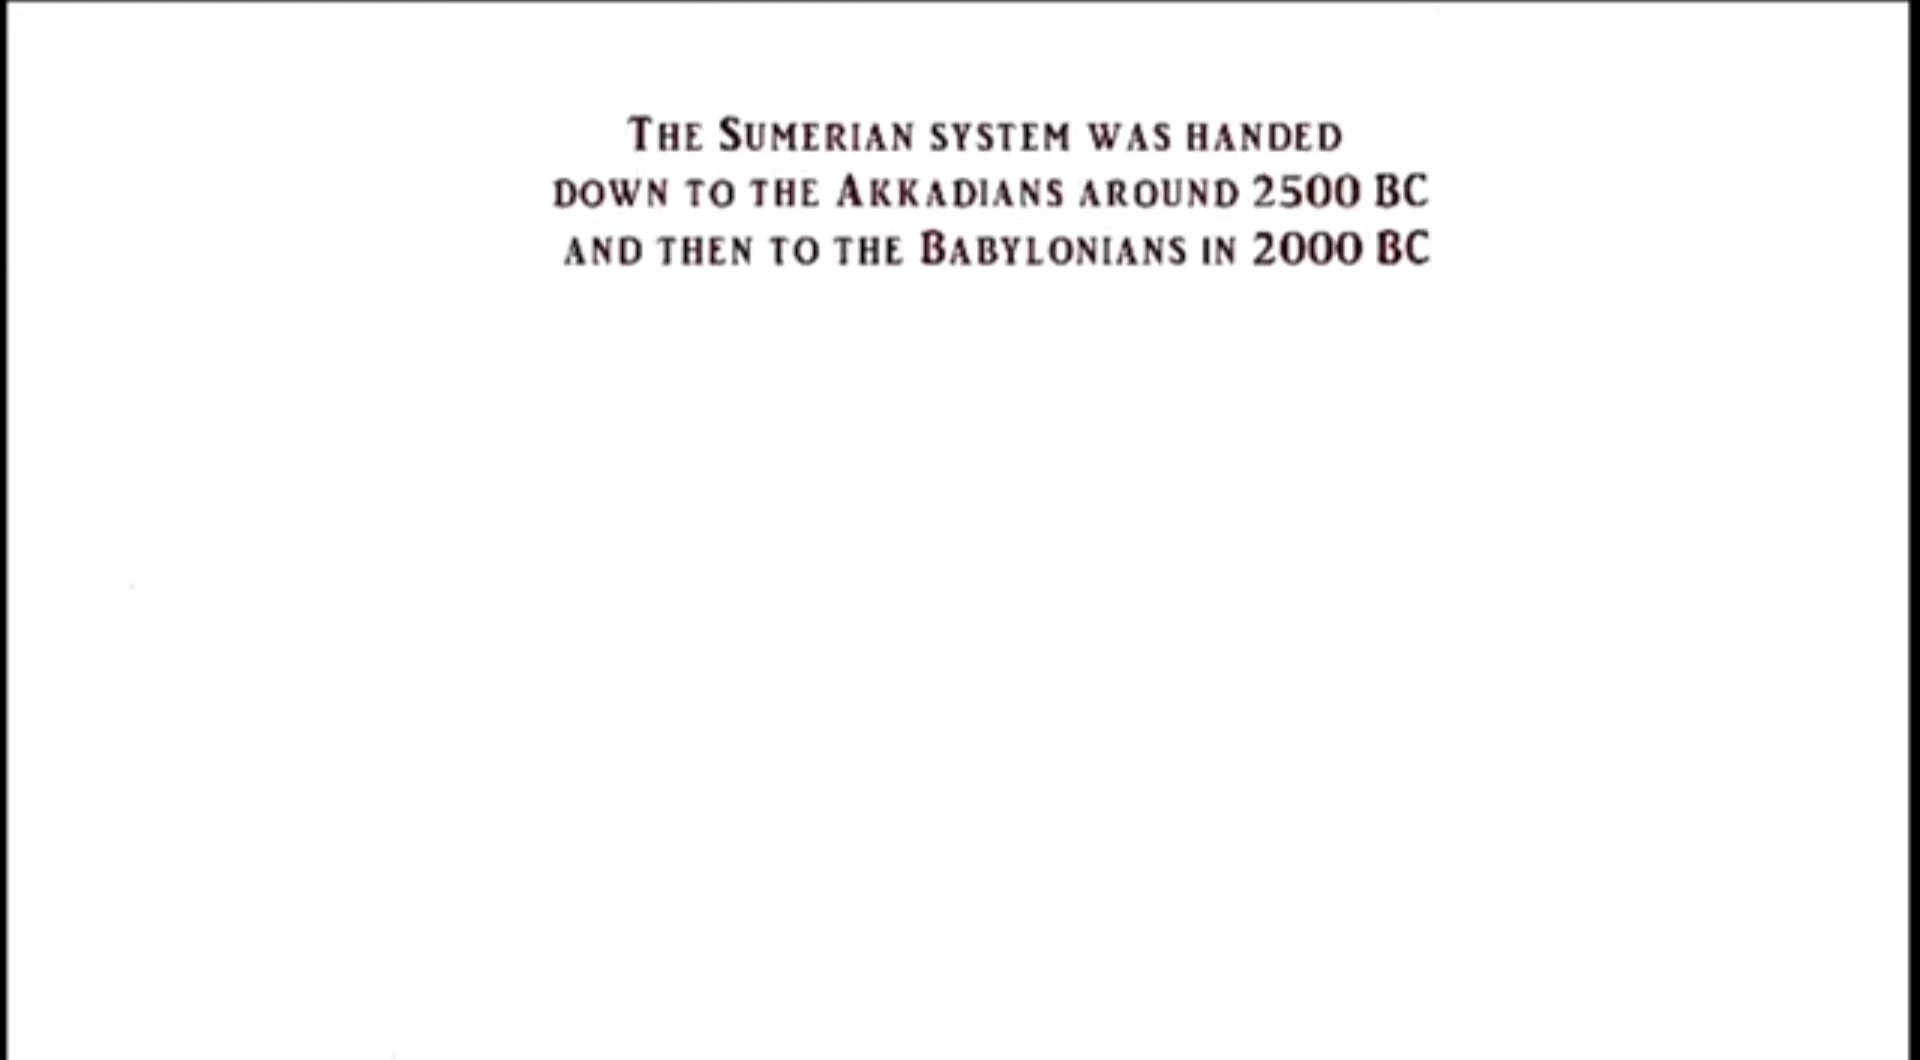 The Sumerian system was handed
down to the Akkadians around 2500 BC
and then to the Babylonians in 2000 BC